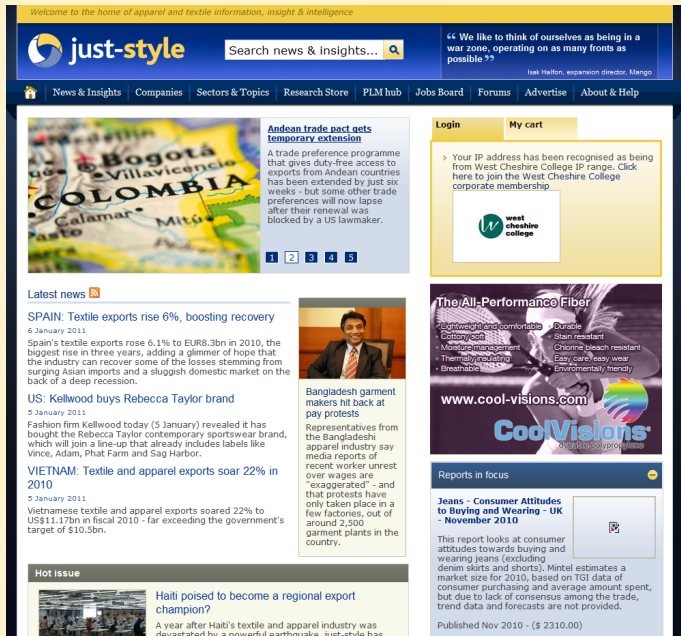 Welcome to the home of apparel and textile information, insight & intelligence
just-style
Search news & insights...
“ We like to think of ourselves as being in a
war zone, operating on as many fronts as
possible ”
Isak Halfon, expansion director, Mango
News & Insights
Companies
Sectors & Topics
Research Store
PLM hub
Jobs Board
Forums
Advertise
About & Help
Bogotá
Villavicencio
COLOMBIA
Calamar
Mitú
Pasto
Andean trade pact gets
temporary extension
A trade preference programme
that gives duty-free access to
exports from Andean countries
has been extended by just six
weeks - but some other trade
preferences will now lapse
after their renewal was
blocked by a US lawmaker.
1 2 3 4 5
Login
My cart
Your IP address has been recognised as being
from West Cheshire College IP range. Click
here to join the West Cheshire College
corporate membership
west
cheshire
college
Latest news
SPAIN: Textile exports rise 6%, boosting recovery
6 January 2011
Spain's textile exports rose 6.1% to EUR8.3bn in 2010, the
biggest rise in three years, adding a glimmer of hope that
the industry can recover some of the losses stemming from
surging Asian imports and a sluggish domestic market on the
back of a deep recession.
US: Kellwood buys Rebecca Taylor brand
5 January 2011
Fashion firm Kellwood today (5 January) revealed it has
bought the Rebecca Taylor contemporary sportswear brand,
which will join a line-up that already includes labels like
Vince, Adam, Phat Farm and Sag Harbor.
VIETNAM: Textile and apparel exports soar 22% in
2010
5 January 2011
Vietnamese textile and apparel exports soared 22% to
US$11.17bn in fiscal 2010 - far exceeding the government's
target of $10.5bn.
Bangladesh garment
makers hit back at
pay protests
Representatives from
the Bangladeshi
apparel industry say
media reports of
recent worker unrest
over wages are
"exaggerated" - and
that protests have
only taken place in a
few factories, out of
around 2,500
garment plants in the
country.
The All-Performance Fiber
• Lightweight and comfortable
• Cottony soft
• Moisture management
• Thermally insulating
• Breathable
• Durable
• Stain resistant
• Chlorine bleach resistant
• Easy care, easy wear
• Enviromentally friendly
www.cool-visions.com
CoolVisions
dyeable polypropylene
Reports in focus
Jeans - Consumer Attitudes
to Buying and Wearing - UK
- November 2010
This report looks at consumer
attitudes towards buying and
wearing jeans (excluding
denim skirts and shorts). Mintel estimates a
market size for 2010, based on TGI data of
consumer purchasing and average amount spent,
but due to lack of consensus among the trade,
trend data and forecasts are not provided.
Published Nov 2010 - ($ 2310.00)
Hot issue
Haiti poised to become a regional export
champion?
A year after Haiti's textile and apparel industry was
devastated by a powerful earthquake, just-style has